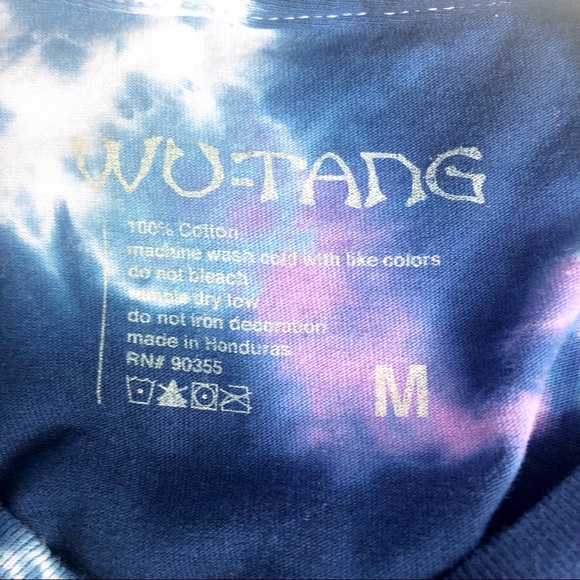 WU-TANG
100% Cotton
machine wash cold with like colors
do not bleach
tumble dry low
do not iron decoration
made in Honduras
RN# 90355
M